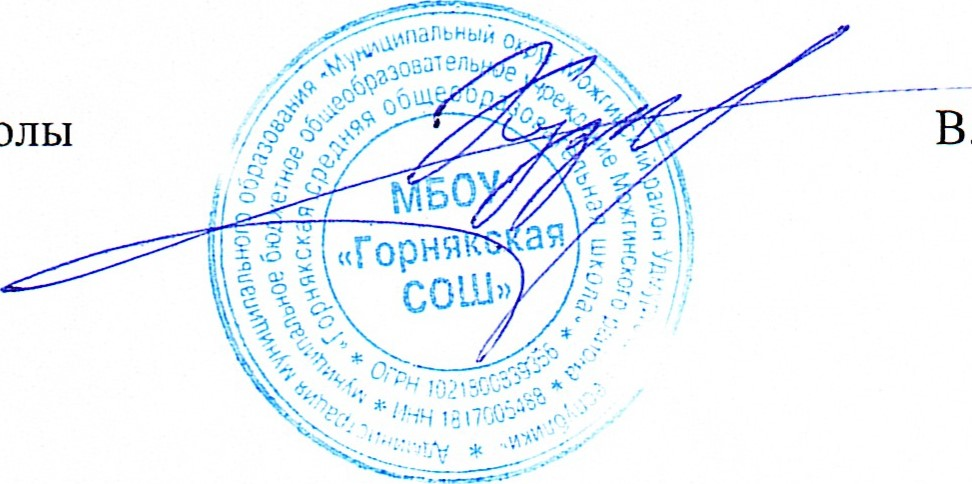 олы
В.
Администрация муниципального образования «Муниципальный округ Можгинский район Удмуртской Республики»
* муниципальное бюджетное общеобразовательное учреждение Можгинского района
* «Горнякская средняя общеобразовательная школа» *
МБОУ
«Горнякская
СОШ»
* ОГРН 1021800839356
* ИНН 1817005488 *